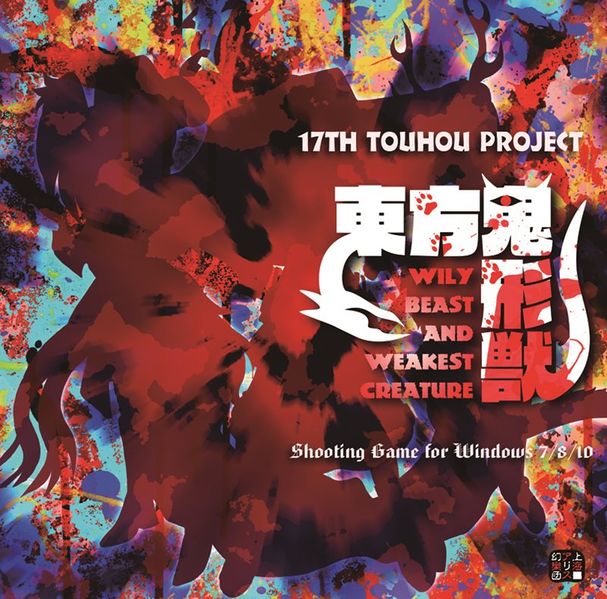 17TH TOUHOU PROJECT
東方鬼形獣
WILY
BEAST
AND
WEAKEST
CREATURE
Shooting Game for Windows 7/8/10
上海
アリス
幻樂団